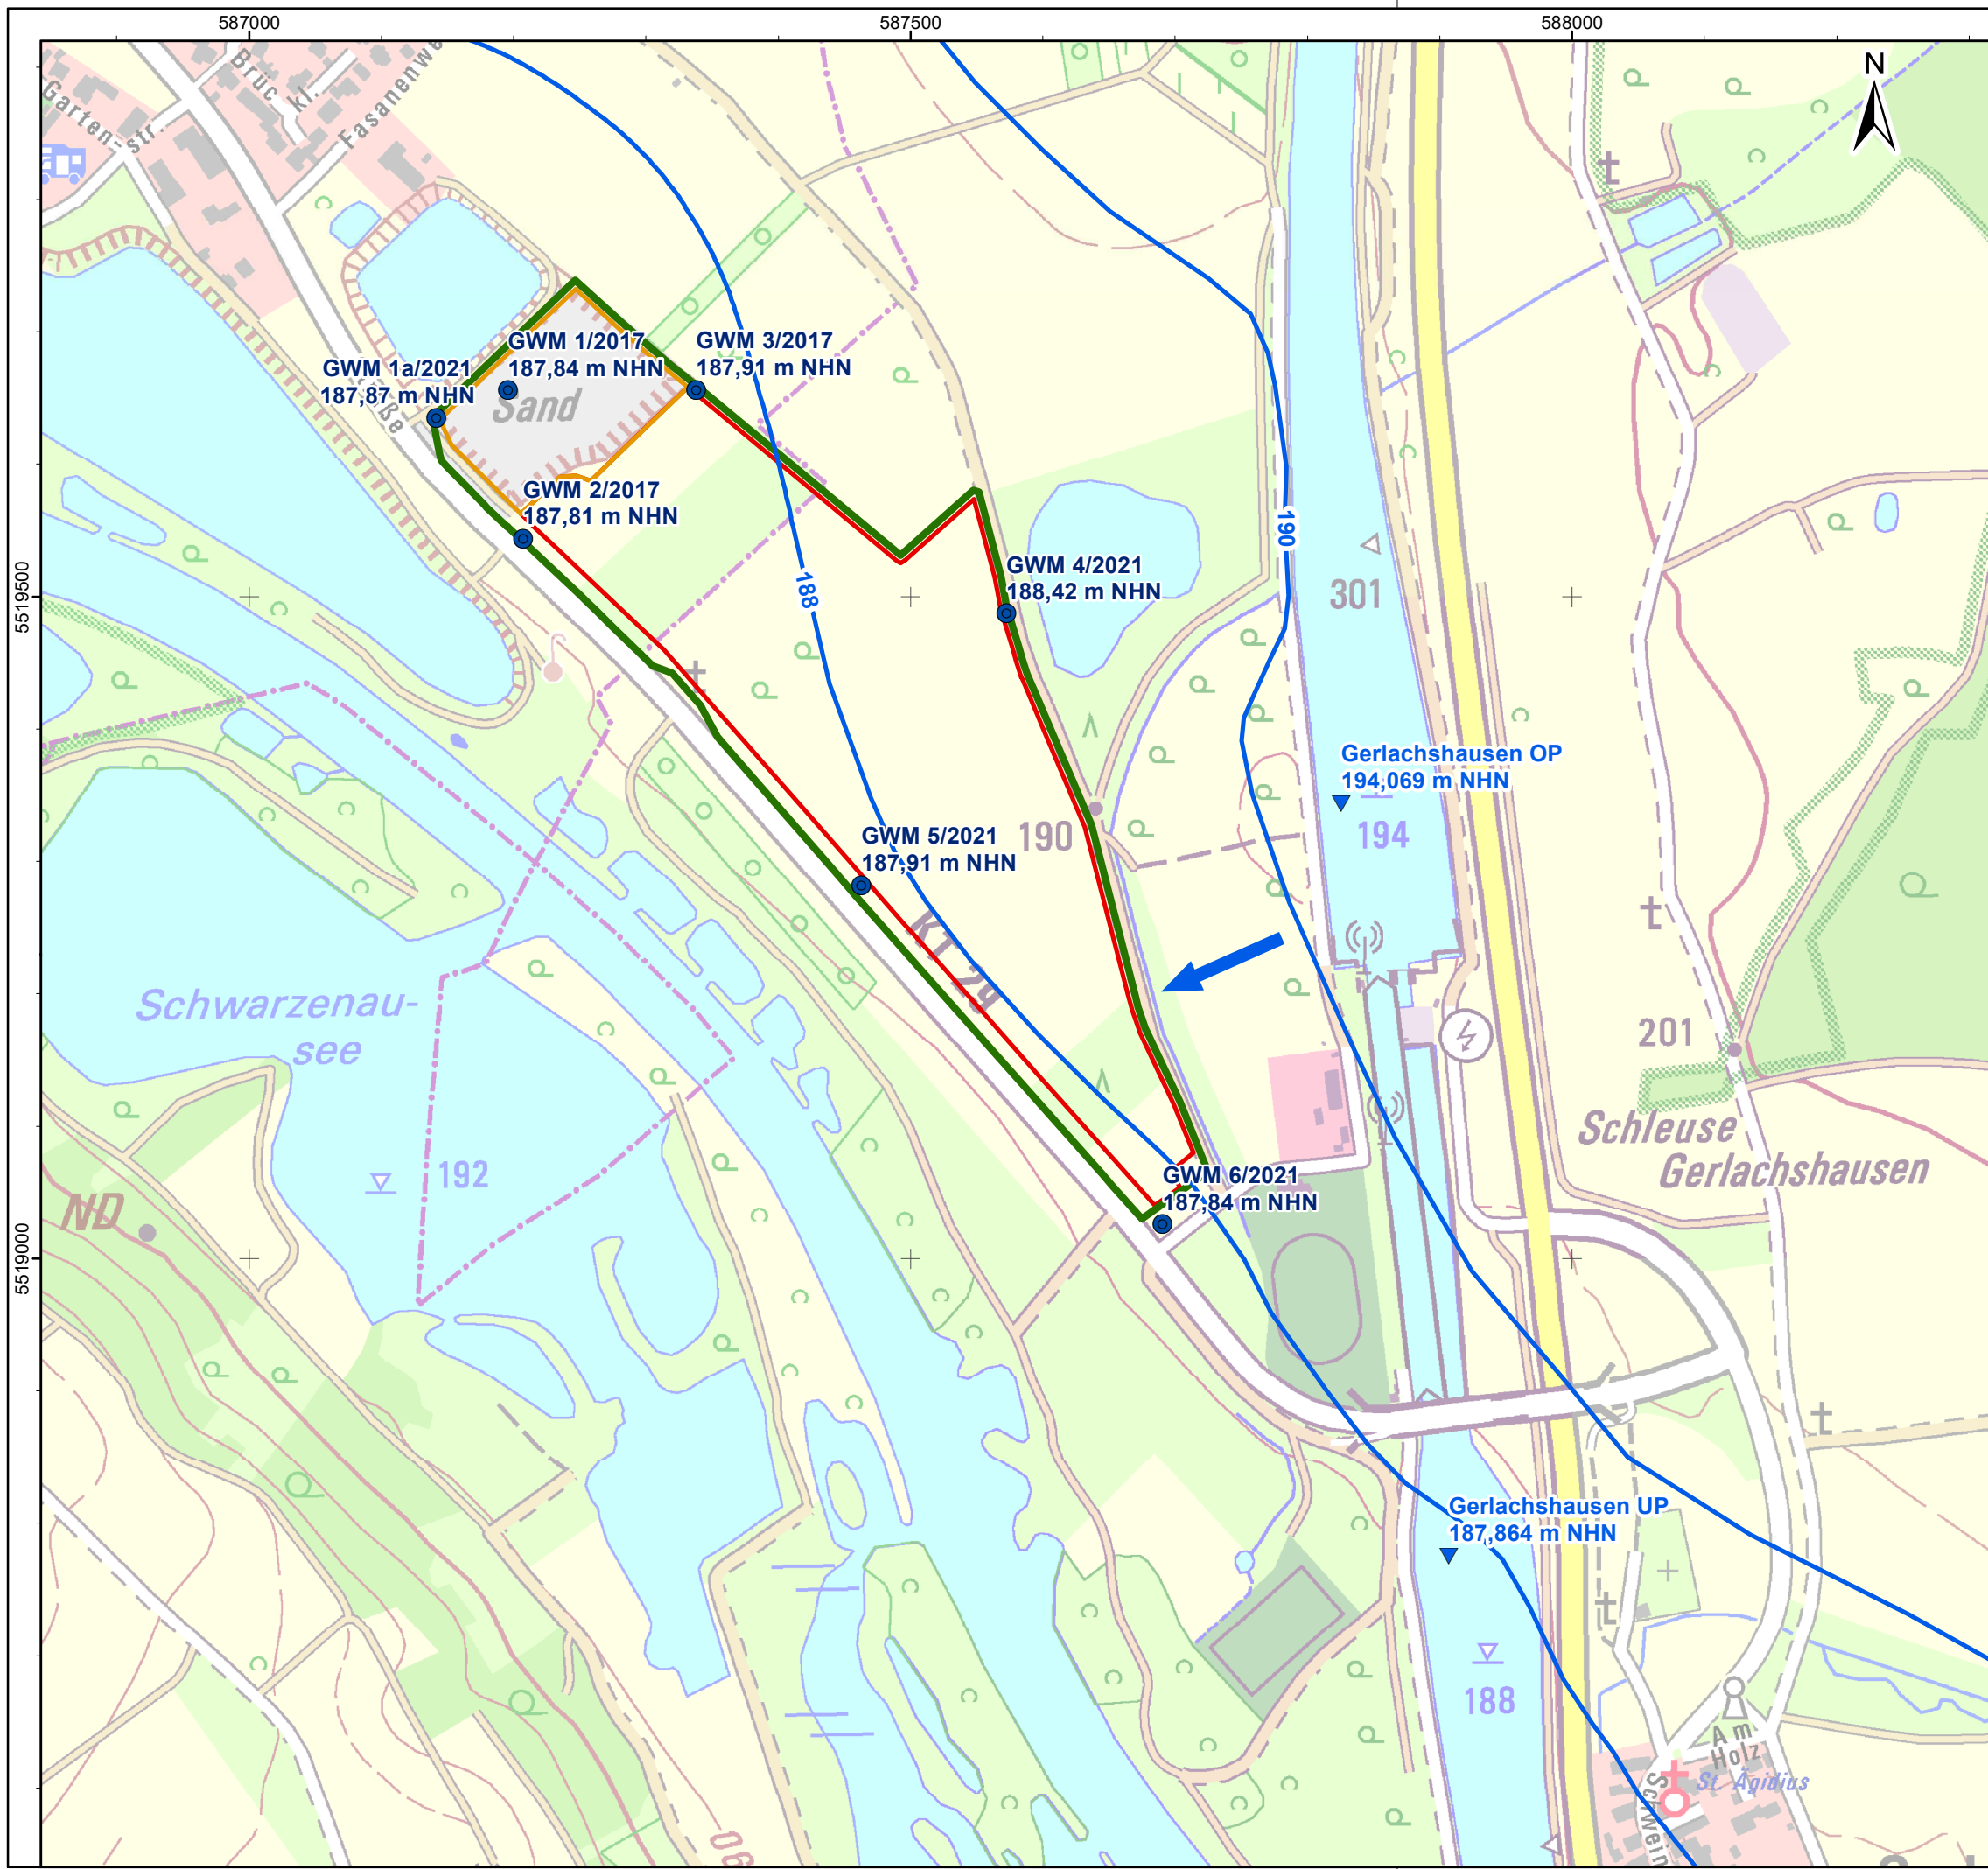 587000
587500
588000
5519500
5519000
N
Garten-str.
Brück
kl.
Fasanenwe
GWM 1/2017
187,84 m NHN
GWM 3/2017
187,91 m NHN
GWM 1a/2021
187,87 m NHN
Sand
GWM 2/2017
187,81 m NHN
GWM 4/2021
188,42 m NHN
188
190
301
Gerlachshausen OP
194,069 m NHN
194
GWM 5/2021
187,91 m NHN
190
KT 29
Schwarzenau-
see
192
ND
201
Schleuse
Gerlachshausen
GWM 6/2021
187,84 m NHN
Gerlachshausen UP
187,864 m NHN
188
Am
Holz
St. Ägidius
Schwein